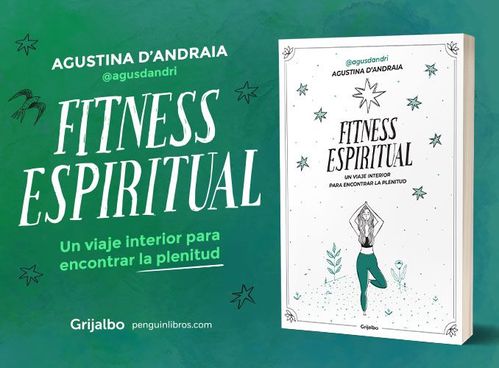 AGUSTINA D'ANDRAIA
@agusdandri
FITNESS
ESPIRITUAL
Un viaje interior para
encontrar la plenitud
Grijalbo penguinlibros.com
@agusdandri
AGUSTINA D'ANDRAIA
FITNESS
ESPIRITUAL
UN VIAJE INTERIOR
PARA ENCONTRAR LA PLENITUD
Grijalbo